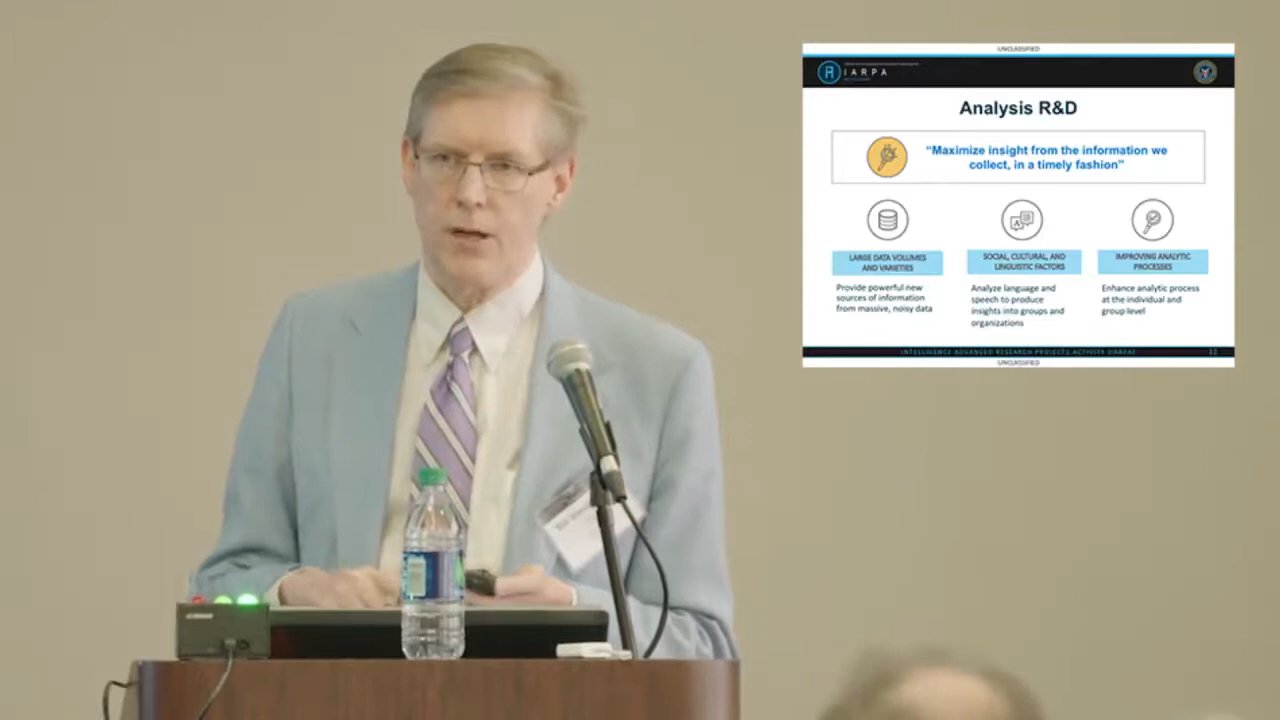 UNCLASSIFIED
IARPA
Analysis R&D
“Maximize insight from the information we
collect, in a timely fashion”
LARGE DATA VOLUMES
AND VARIETIES
Provide powerful new
sources of information
from massive, noisy data
SOCIAL, CULTURAL, AND
LINGUISTIC FACTORS
Analyze language and
speech to produce
insights into groups and
organizations
IMPROVING ANALYTIC
PROCESSES
Enhance analytic process
at the individual and
group level
INTELLIGENCE ADVANCED RESEARCH PROJECTS ACTIVITY (IARPA)
UNCLASSIFIED